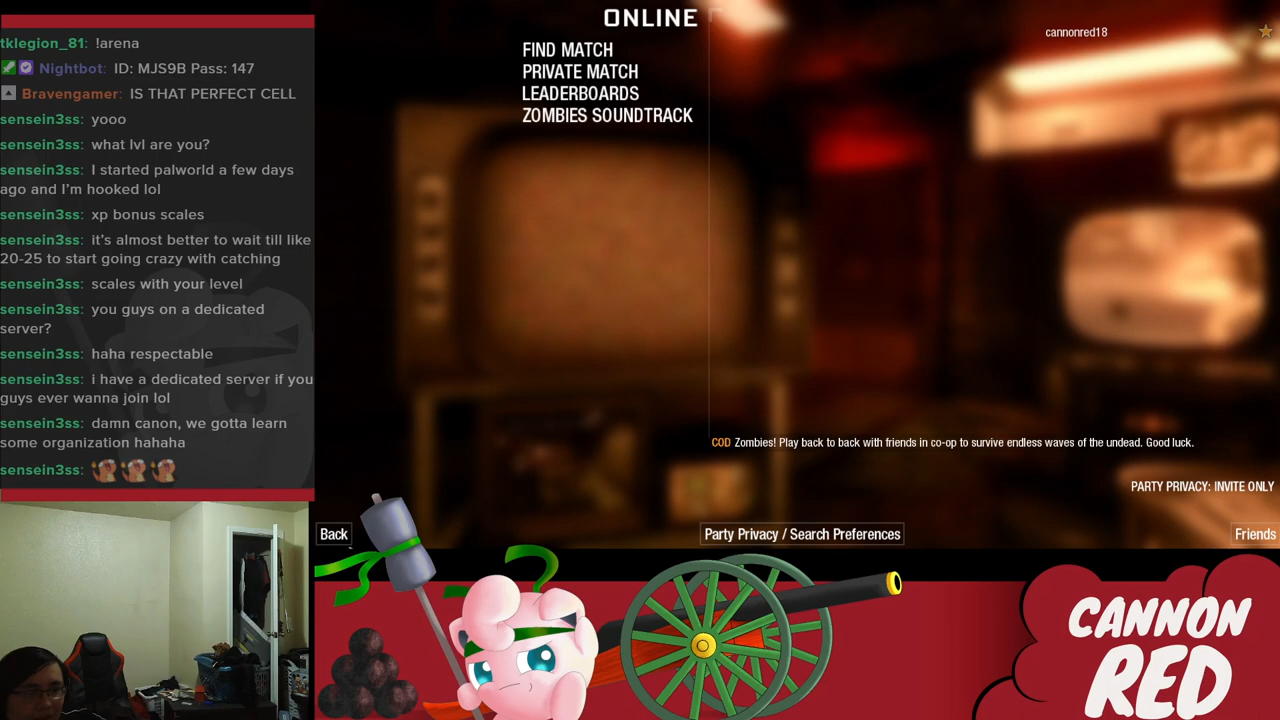 tklegion_81: !arena
Nightbot: ID: MJS9B Pass: 147
Bravengamer: IS THAT PERFECT CELL
sensein3ss: yooo
sensein3ss: what lvl are you?
sensein3ss: I started palworld a few days
ago and I'm hooked lol
sensein3ss: xp bonus scales
sensein3ss: it's almost better to wait till like
20-25 to start going crazy with catching
sensein3ss: scales with your level
sensein3ss: you guys on a dedicated
server?
sensein3ss: haha respectable
sensein3ss: i have a dedicated server if you
guys ever wanna join lol
sensein3ss: damn canon, we gotta learn
some organization hahaha
sensein3ss:
ONLINE
FIND MATCH
PRIVATE MATCH
LEADERBOARDS
ZOMBIES SOUNDTRACK
cannonred18
COD Zombies! Play back to back with friends in co-op to survive endless waves of the undead. Good luck.
PARTY PRIVACY: INVITE ONLY
Back
Party Privacy / Search Preferences
Friends
CANNON
RED